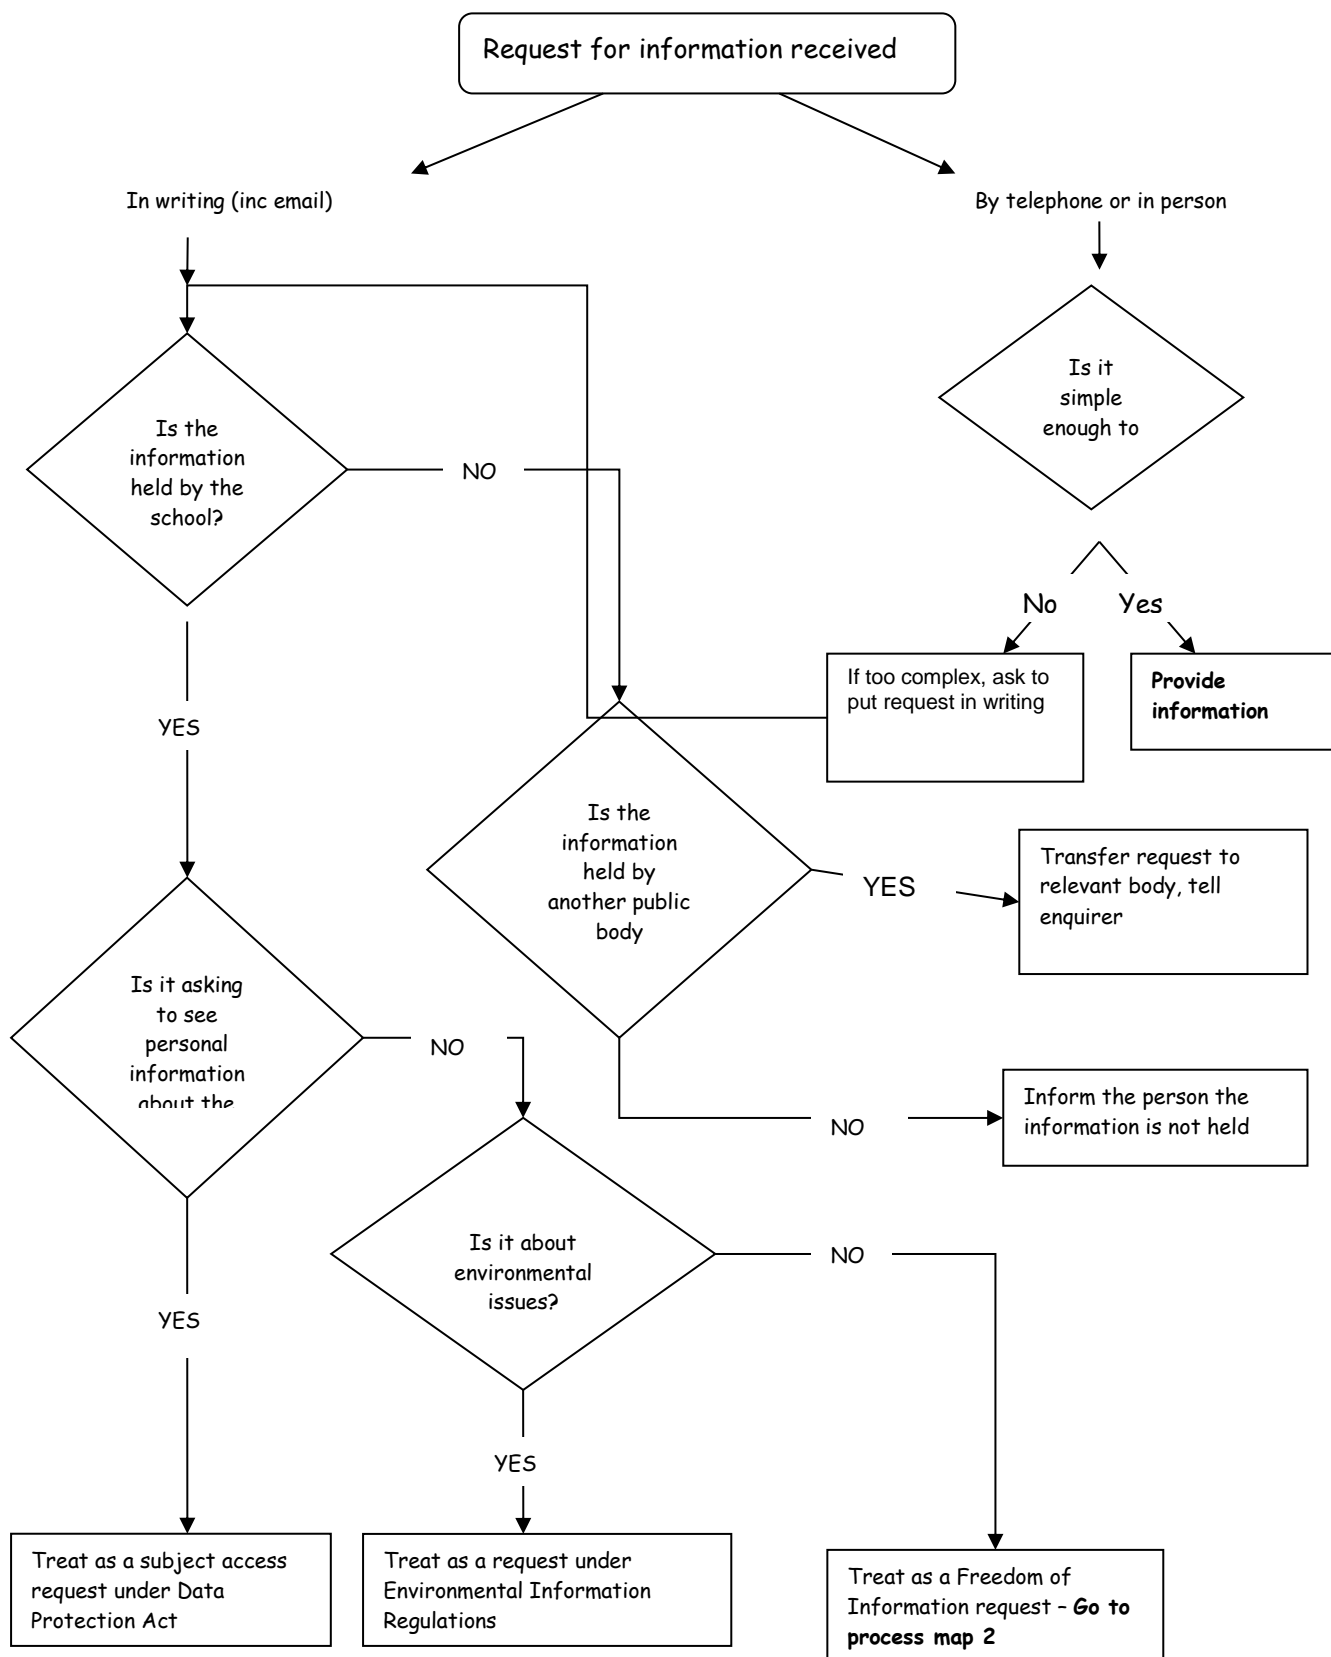 Request for information received
In writing (inc email)
By telephone or in person
Is it
simple
enough to
Is the
information
held by the
school?
NO
No
Yes
If too complex, ask to
put request in writing
Provide
information
YES
Is the
information
held by
another public
body
YES
Transfer request to
relevant body, tell
enquirer
Is it asking
to see
personal
information
about the
NO
NO
Inform the person the
information is not held
Is it about
environmental
issues?
NO
YES
YES
Treat as a subject access
request under Data
Protection Act
Treat as a request under
Environmental Information
Regulations
Treat as a Freedom of
Information request – Go to
process map 2